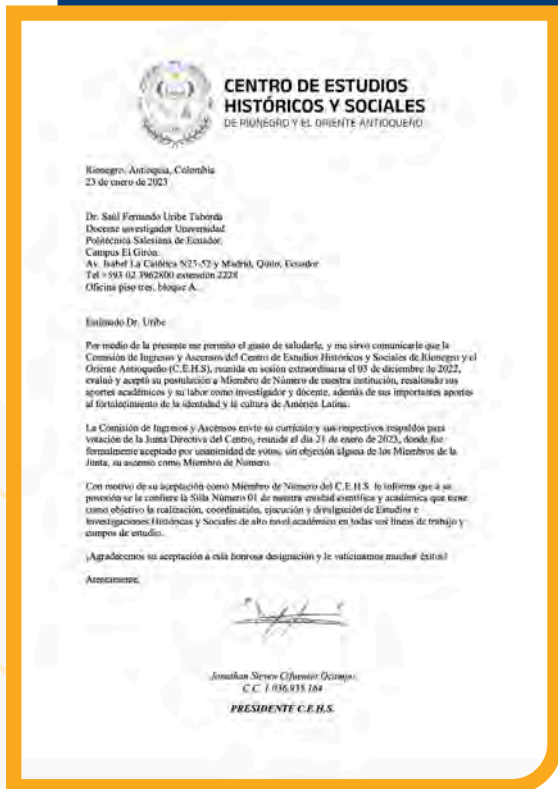 CENTRO DE ESTUDIOS
HISTÓRICOS Y SOCIALES
DE RIONEGRO Y EL ORIENTE ANTIOQUEÑO
Rionegro, Antioquia, Colombia
23 de enero de 2023
Dr. Saúl Fernando Uribe Taborda
Docente investigador Universidad
Politécnica Salesiana de Ecuador,
Campus El Girón.
Av. Isabel La Católica N23-52 y Madrid, Quito, Ecuador
Tel +593 02 3962800 extensión 2228
Oficina piso tres, bloque A.
Estimado Dr. Uribe
Por medio de la presente me permito el gusto de saludarle, y me sirvo comunicarle que la
Comisión de Ingresos y Ascensos del Centro de Estudios Históricos y Sociales de Rionegro y el
Oriente Antioqueño (C.E.H.S), reunida en sesión extraordinaria el 03 de diciembre de 2022,
evaluó y aceptó su postulación a Miembro de Número de nuestra institución, resaltando sus
aportes académicos y su labor como investigador y docente, además de sus importantes aportes
al fortalecimiento de la identidad y la cultura de América Latina.
La Comisión de Ingresos y Ascensos envío su currículo y sus respectivos respaldos para
votación de la Junta Directiva del Centro, reunida el día 21 de enero de 2023, donde fue
formalmente aceptado por unanimidad de votos, sin objeción alguna de los Miembros de la
Junta, su ascenso como Miembro de Número.
Con motivo de su aceptación como Miembro de Número del C.E.H.S. le informo que a su
posesión se le confiere la Silla Número 01 de nuestra entidad científica y académica que tiene
como objetivo la realización, coordinación, ejecución y divulgación de Estudios e
Investigaciones Históricas y Sociales de alto nivel académico en todas sus líneas de trabajo y
campos de estudio.
¡Agradecemos su aceptación a esta honrosa designación y le vaticinamos muchos éxitos!
Atentamente,
Jonathan Steven Cifuentes Ocampo
C.C. 1.036.935.164
PRESIDENTE C.E.H.S.